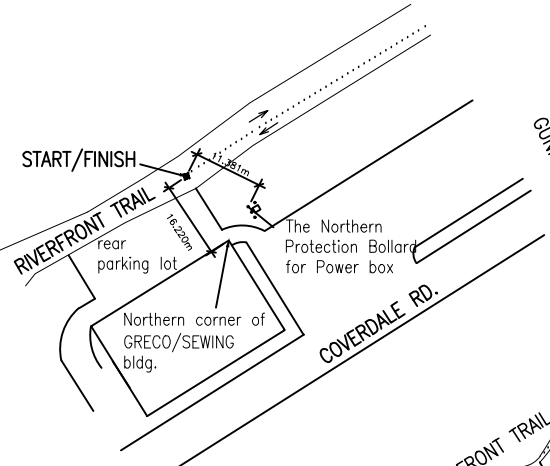 GUN
START/FINISH
11.381m
RIVERFRONT TRAIL
16.220m
rear
parking lot
The Northern
Protection Bollard
for Power box
Northern corner of
GRECO/SEWING
bldg.
COVERDALE RD.
FRONT TRAIL